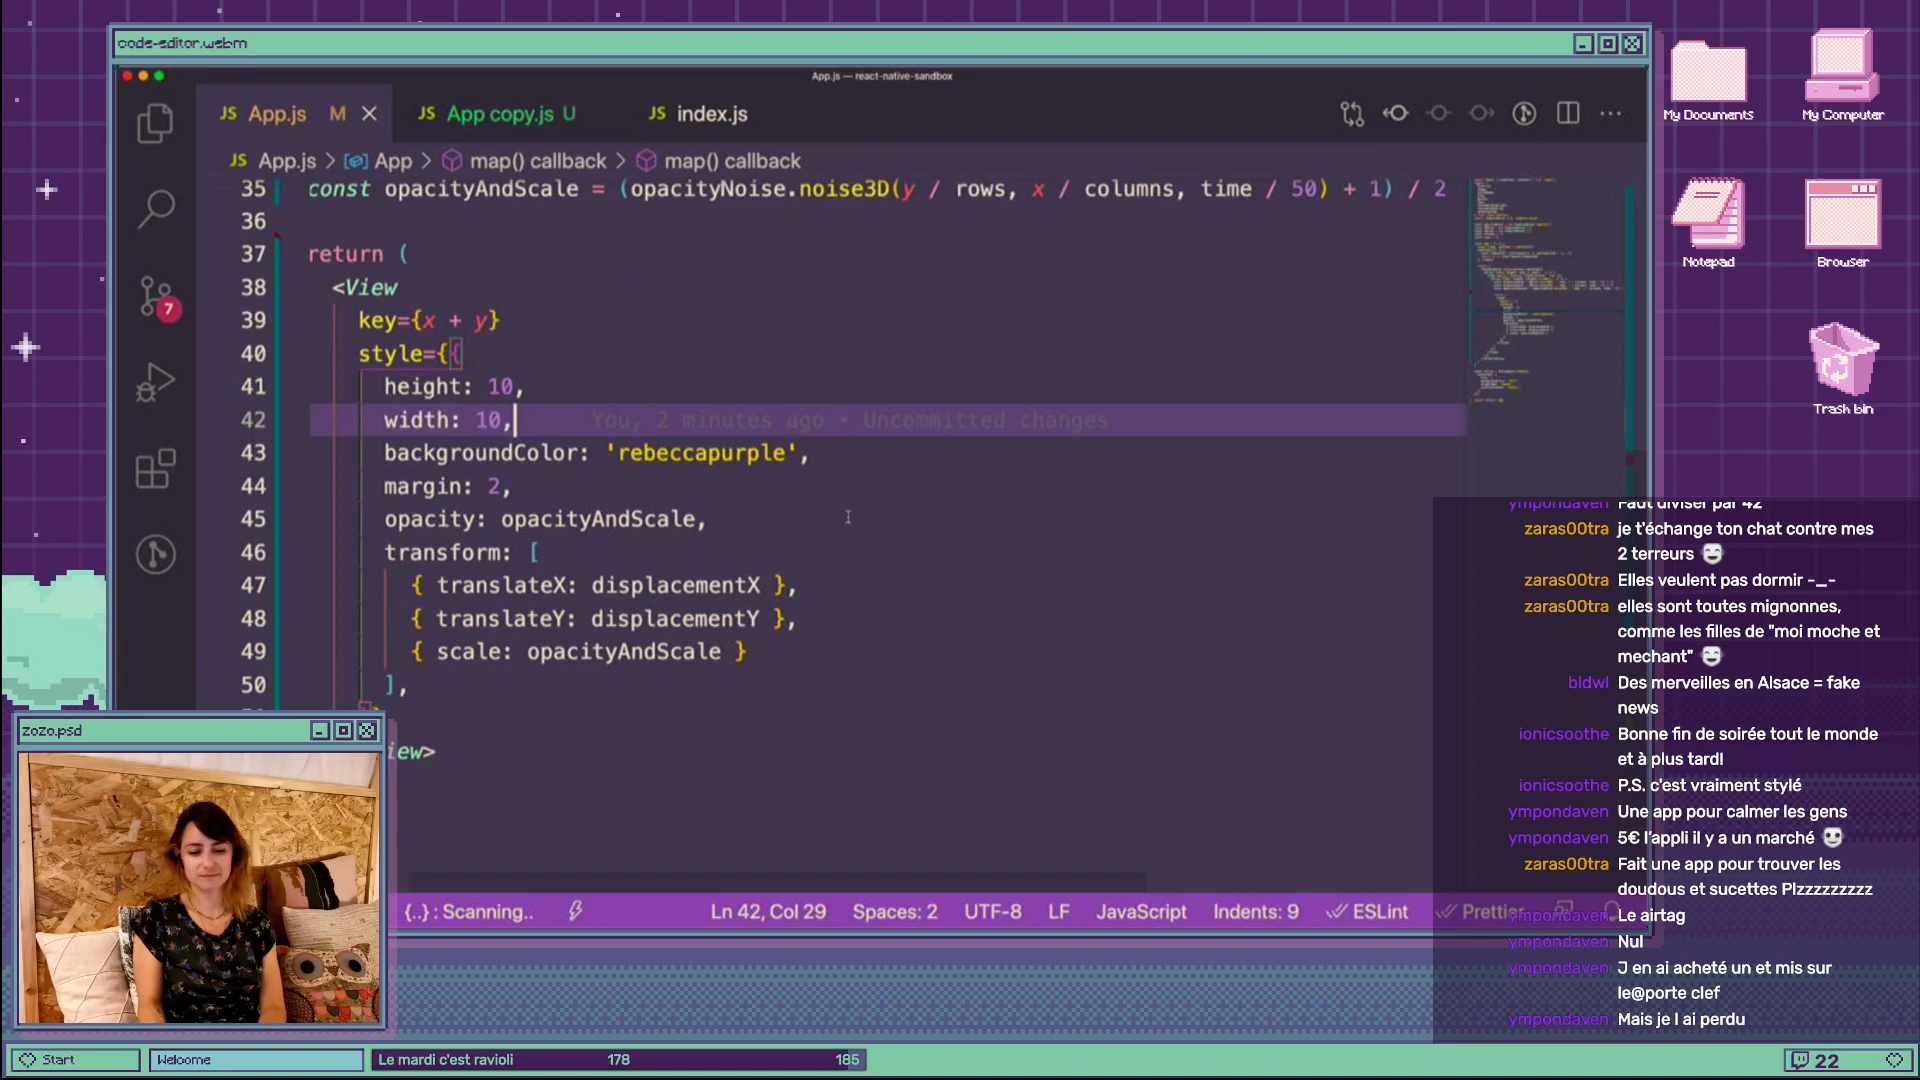 code-editor.webm
App.js — react-native-sandbox
JS App.js M
JS App copy.js U
JS index.js
JS App.js > App > map() callback > map() callback
7
35 const opacityAndScale = (opacityNoise.noise3D(y / rows, x / columns, time / 50) + 1) / 2
36
37 return (
38 <View
39 key={x + y}
40 style={{
41 height: 10,
42 width: 10, You, 2 minutes ago • Uncommitted changes
43 backgroundColor: 'rebeccapurple',
44 margin: 2,
45 opacity: opacityAndScale,
46 transform: [
47 { translateX: displacementX },
48 { translateY: displacementY },
49 { scale: opacityAndScale }
50 ],
iew>
{..} : Scanning.. Ln 42, Col 29 Spaces: 2 UTF-8 LF JavaScript Indents: 9 ESLint Prettier
My Documents
My Computer
Notepad
Browser
Trash bin
ympondaven Faut diviser par 42
zaras00tra je t'échange ton chat contre mes
2 terreurs
zaras00tra Elles veulent pas dormir -_-
zaras00tra elles sont toutes mignonnes,
comme les filles de "moi moche et
mechant"
bldwl Des merveilles en Alsace = fake
news
ionicsoothe Bonne fin de soirée tout le monde
et à plus tard!
ionicsoothe P.S. c'est vraiment stylé
ympondaven Une app pour calmer les gens
ympondaven 5€ l'appli il y a un marché
zaras00tra Fait une app pour trouver les
doudous et sucettes Plzzzzzzzzz
ympondaven Le airtag
ympondaven Nul
ympondaven J en ai acheté un et mis sur
le@porte clef
ympondaven Mais je l ai perdu
zozo.psd
Start
Welcome
Le mardi c'est ravioli 178 185
22